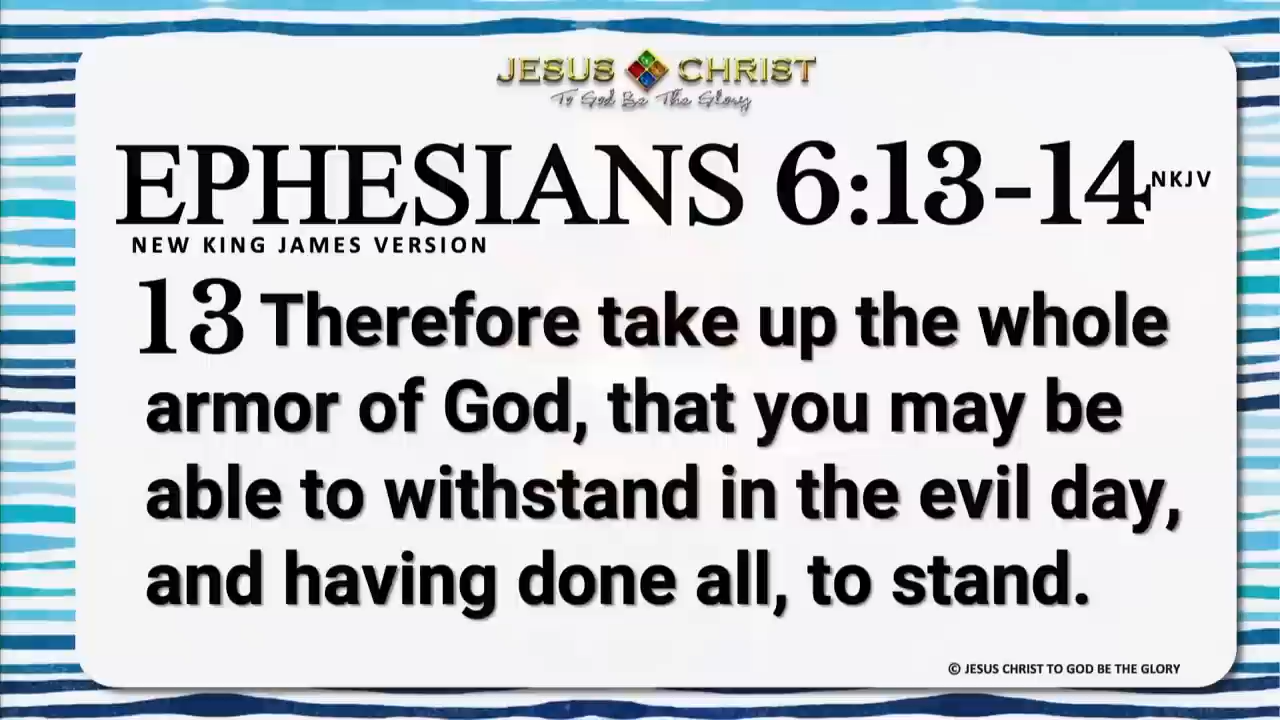 JESUS CHRIST
To God Be The Glory
EPHESIANS 6:13-14 NKJV
NEW KING JAMES VERSION
13 Therefore take up the whole
armor of God, that you may be
able to withstand in the evil day,
and having done all, to stand.
© JESUS CHRIST TO GOD BE THE GLORY